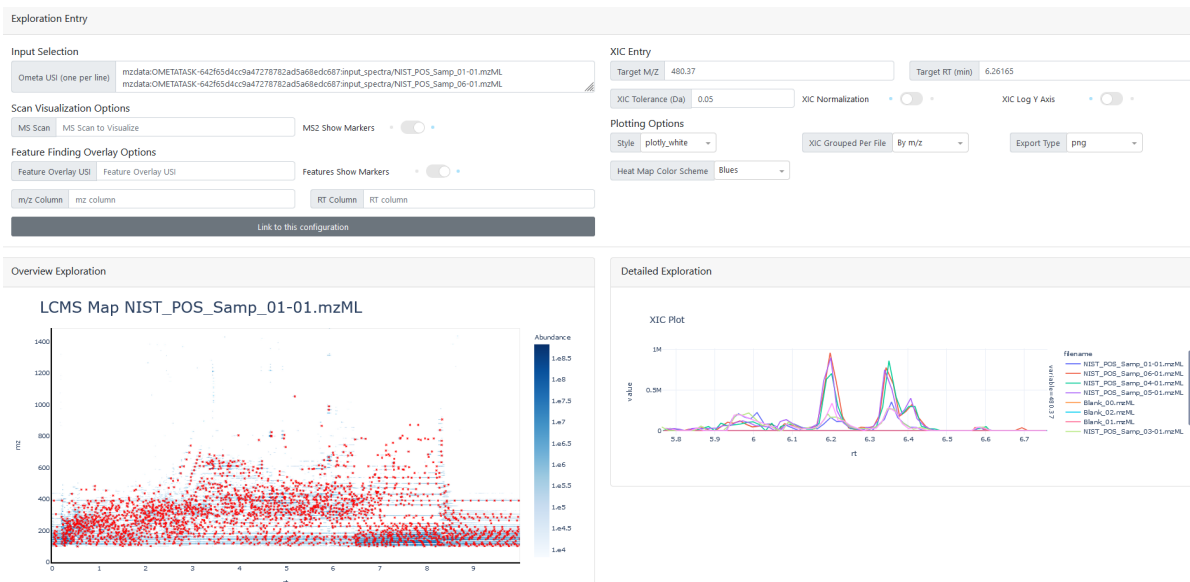 Exploration Entry
Input Selection
Ometa USI (one per line)
mzdata:OMETATASK-642f65d4cc9a47278782ad5a68edc687:input_spectra/NIST_POS_Samp_01-01.mzML
mzdata:OMETATASK-642f65d4cc9a47278782ad5a68edc687:input_spectra/NIST_POS_Samp_06-01.mzML
Scan Visualization Options
MS Scan MS Scan to Visualize MS2 Show Markers
Feature Finding Overlay Options
Feature Overlay USI Feature Overlay USI Features Show Markers
m/z Column mz column RT Column RT column
Link to this configuration
XIC Entry
Target M/Z 480.37 Target RT (min) 6.26165
XIC Tolerance (Da) 0.05 XIC Normalization XIC Log Y Axis
Plotting Options
Style plotly_white XIC Grouped Per File By m/z Export Type png
Heat Map Color Scheme Blues
Overview Exploration
LCMS Map NIST_POS_Samp_01-01.mzML
Abundance
1400
1200
1000
800
600
400
200
0
mz
0 1 2 3 4 5 6 7 8 9
1.e8.5
1.e8
1.e7.5
1.e7
1.e6.5
1.e6
1.e5.5
1.e5
1.e4.5
1.e4
Detailed Exploration
XIC Plot
1M
0.5M
0
value
5.8 5.9 6 6.1 6.2 6.3 6.4 6.5 6.6 6.7
rt
variable=480.37
filename
NIST_POS_Samp_01-01.mzML
NIST_POS_Samp_06-01.mzML
NIST_POS_Samp_04-01.mzML
NIST_POS_Samp_05-01.mzML
Blank_00.mzML
Blank_02.mzML
Blank_01.mzML
NIST_POS_Samp_03-01.mzML